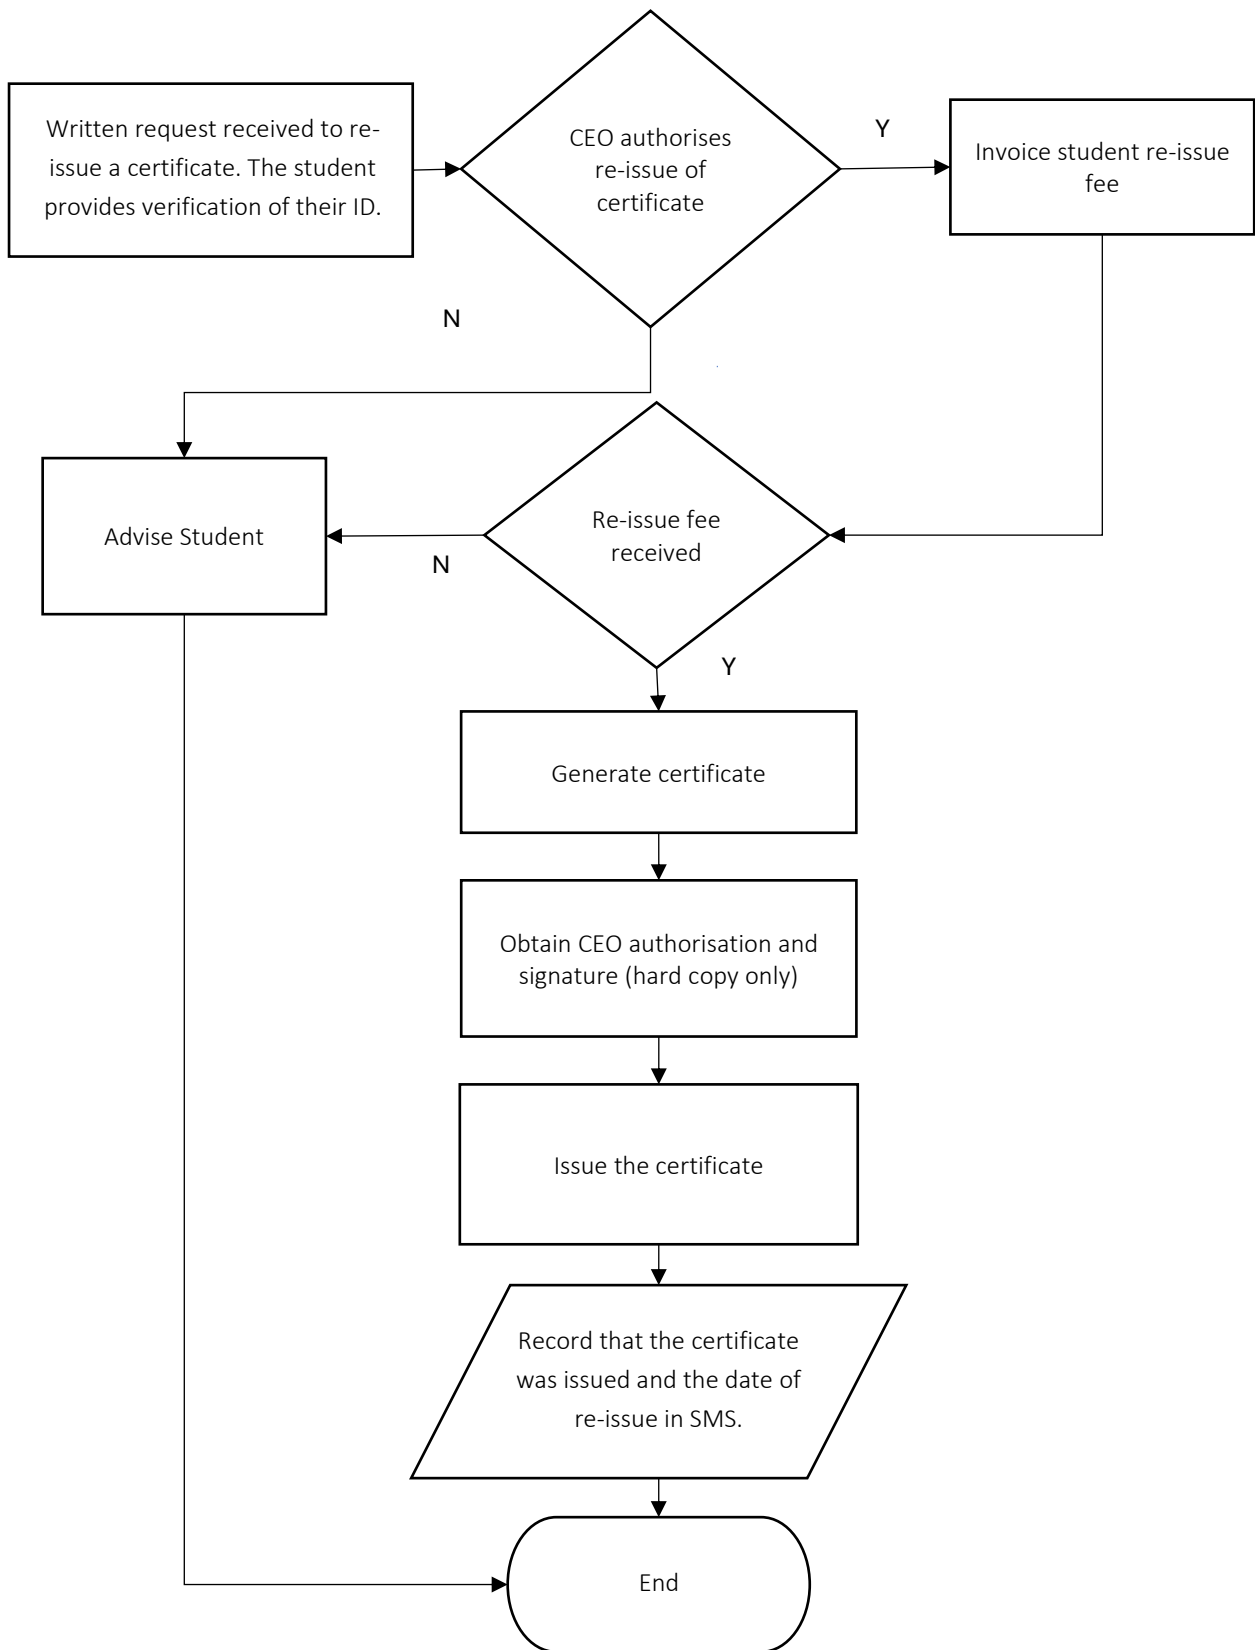 Written request received to re-
issue a certificate. The student
provides verification of their ID.
CEO authorises
re-issue of
certificate
Y
Invoice student re-issue
fee
N
Advise Student
N
Re-issue fee
received
Y
Generate certificate
Obtain CEO authorisation and
signature (hard copy only)
Issue the certificate
Record that the certificate
was issued and the date of
re-issue in SMS.
End